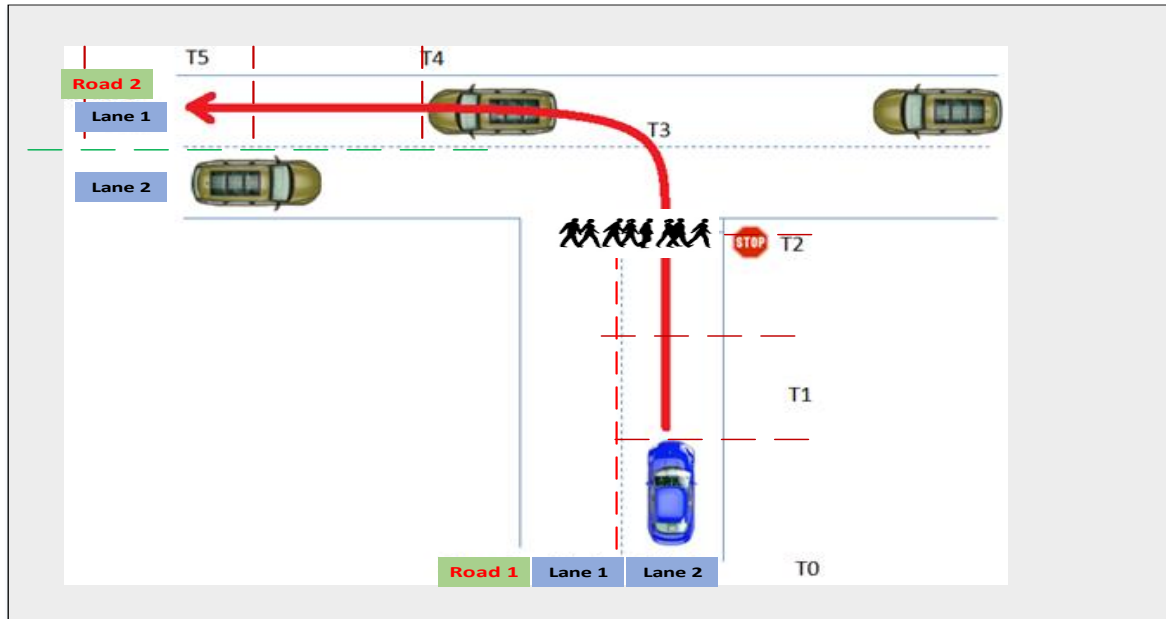 T5
T4
Road 2
Lane 1
T3
Lane 2
STOP
T2
T1
Road 1
Lane 1
Lane 2
T0